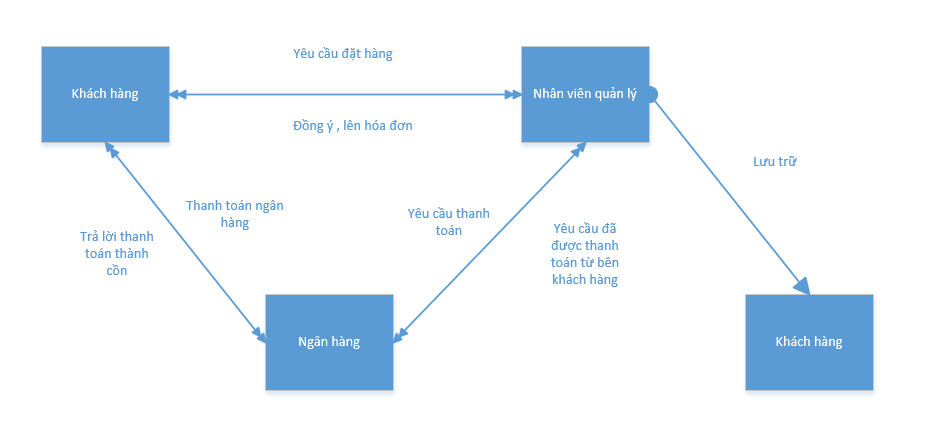 Yêu cầu đặt hàng
Khách hàng
Nhân viên quản lý
Đồng ý , lên hóa đơn
Lưu trữ
Thanh toán ngân
hàng
Yêu cầu thanh
toán
Trả lời thanh
toán thành
cồn
Yêu cầu đã
được thanh
toán từ bên
khách hàng
Ngân hàng
Khách hàng